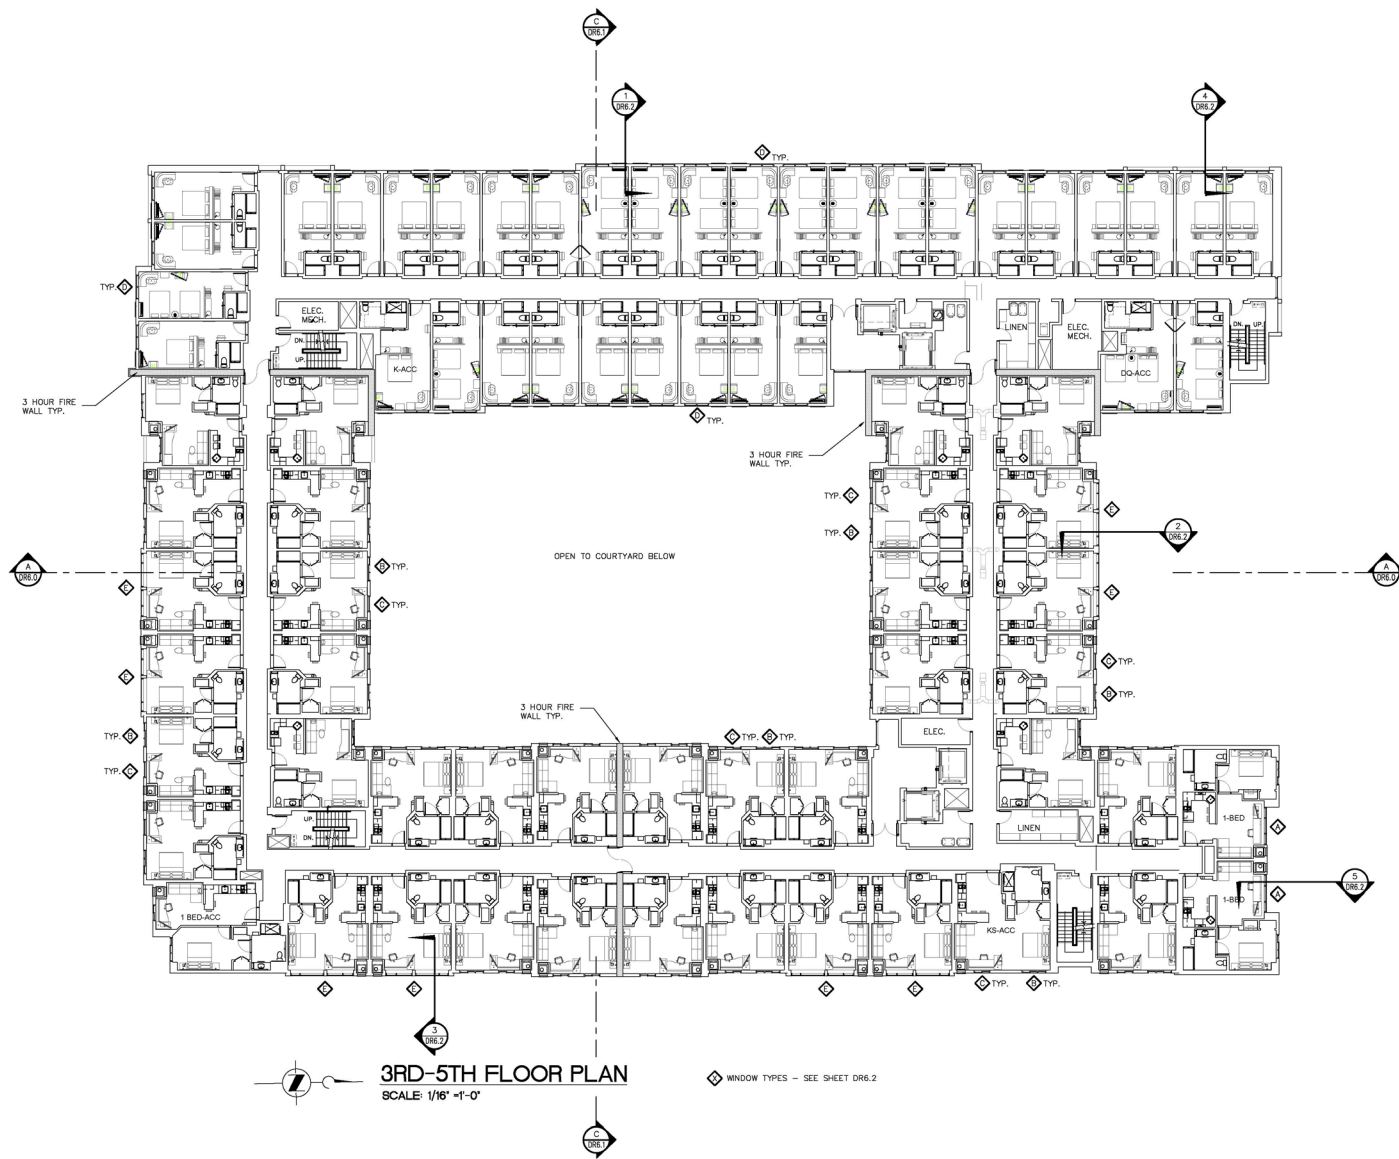 C
DR6.1
1
DR6.2
4
DR6.2
D TYP.
TYP. D
ELEC.
MECH.
DN.
UP.
K-ACC
LINEN
ELEC.
MECH.
DQ-ACC
DN. UP.
3 HOUR FIRE
WALL TYP.
D TYP.
3 HOUR FIRE
WALL TYP.
TYP. C
TYP. B
E
2
DR6.2
OPEN TO COURTYARD BELOW
A
DR6.0
A
DR6.0
B TYP.
E
C TYP.
E
E
C TYP.
B TYP.
3 HOUR FIRE
WALL TYP.
TYP. B
TYP. C
C TYP. B TYP.
ELEC.
UP.
DN.
LINEN
1-BED
A
5
DR6.2
1-BED
A
1 BED-ACC
KS-ACC
E
E
E
E
C TYP.
B TYP.
3
DR6.2
3RD-5TH FLOOR PLAN
SCALE: 1/16" =1'-0"
X WINDOW TYPES - SEE SHEET DR6.2
C
DR6.1